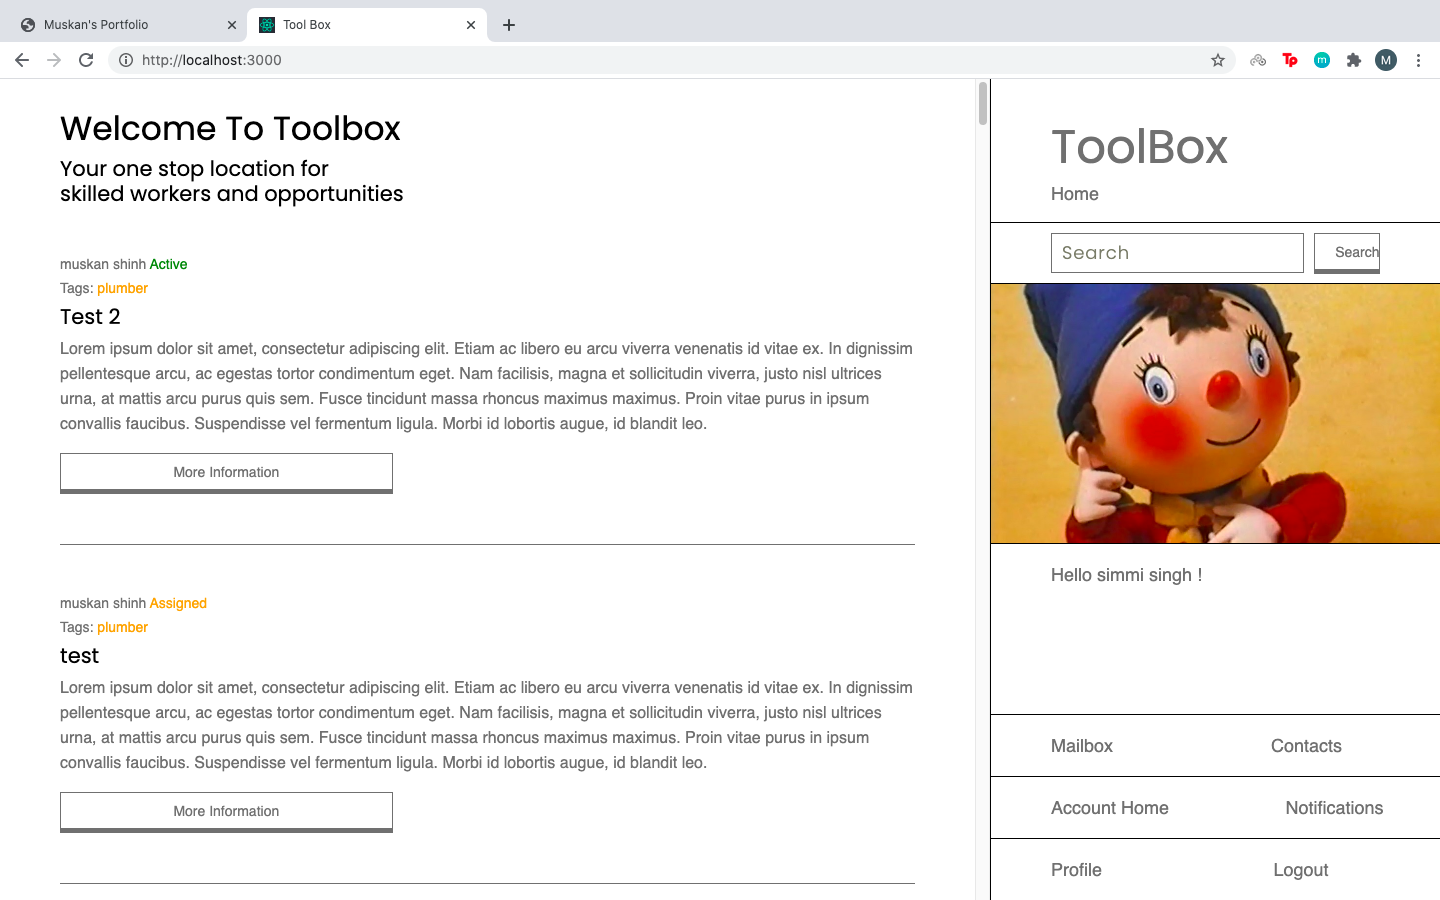 Muskan's Portfolio
Tool Box
http://localhost:3000
Tp
m
M
Welcome To Toolbox
Your one stop location for
skilled workers and opportunities
muskan shinh Active
Tags: plumber
Test 2
Lorem ipsum dolor sit amet, consectetur adipiscing elit. Etiam ac libero eu arcu viverra venenatis id vitae ex. In dignissim
pellentesque arcu, ac egestas tortor condimentum eget. Nam facilisis, magna et sollicitudin viverra, justo nisl ultrices
urna, at mattis arcu purus quis sem. Fusce tincidunt massa rhoncus maximus maximus. Proin vitae purus in ipsum
convallis faucibus. Suspendisse vel fermentum ligula. Morbi id lobortis augue, id blandit leo.
More Information
muskan shinh Assigned
Tags: plumber
test
Lorem ipsum dolor sit amet, consectetur adipiscing elit. Etiam ac libero eu arcu viverra venenatis id vitae ex. In dignissim
pellentesque arcu, ac egestas tortor condimentum eget. Nam facilisis, magna et sollicitudin viverra, justo nisl ultrices
urna, at mattis arcu purus quis sem. Fusce tincidunt massa rhoncus maximus maximus. Proin vitae purus in ipsum
convallis faucibus. Suspendisse vel fermentum ligula. Morbi id lobortis augue, id blandit leo.
More Information
ToolBox
Home
Search
Search
Hello simmi singh !
Mailbox
Contacts
Account Home
Notifications
Profile
Logout